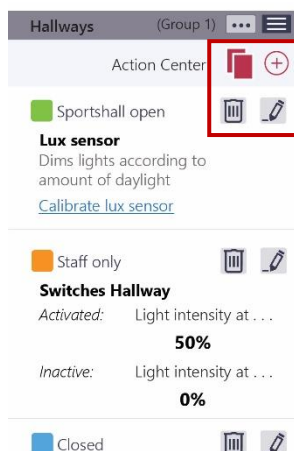 Hallways (Group 1)
Action Center
Sportshall open
Lux sensor
Dims lights according to
amount of daylight
Calibrate lux sensor
Staff only
Switches Hallway
Activated: Light intensity at . . .
50%
Inactive: Light intensity at . . .
0%
Closed